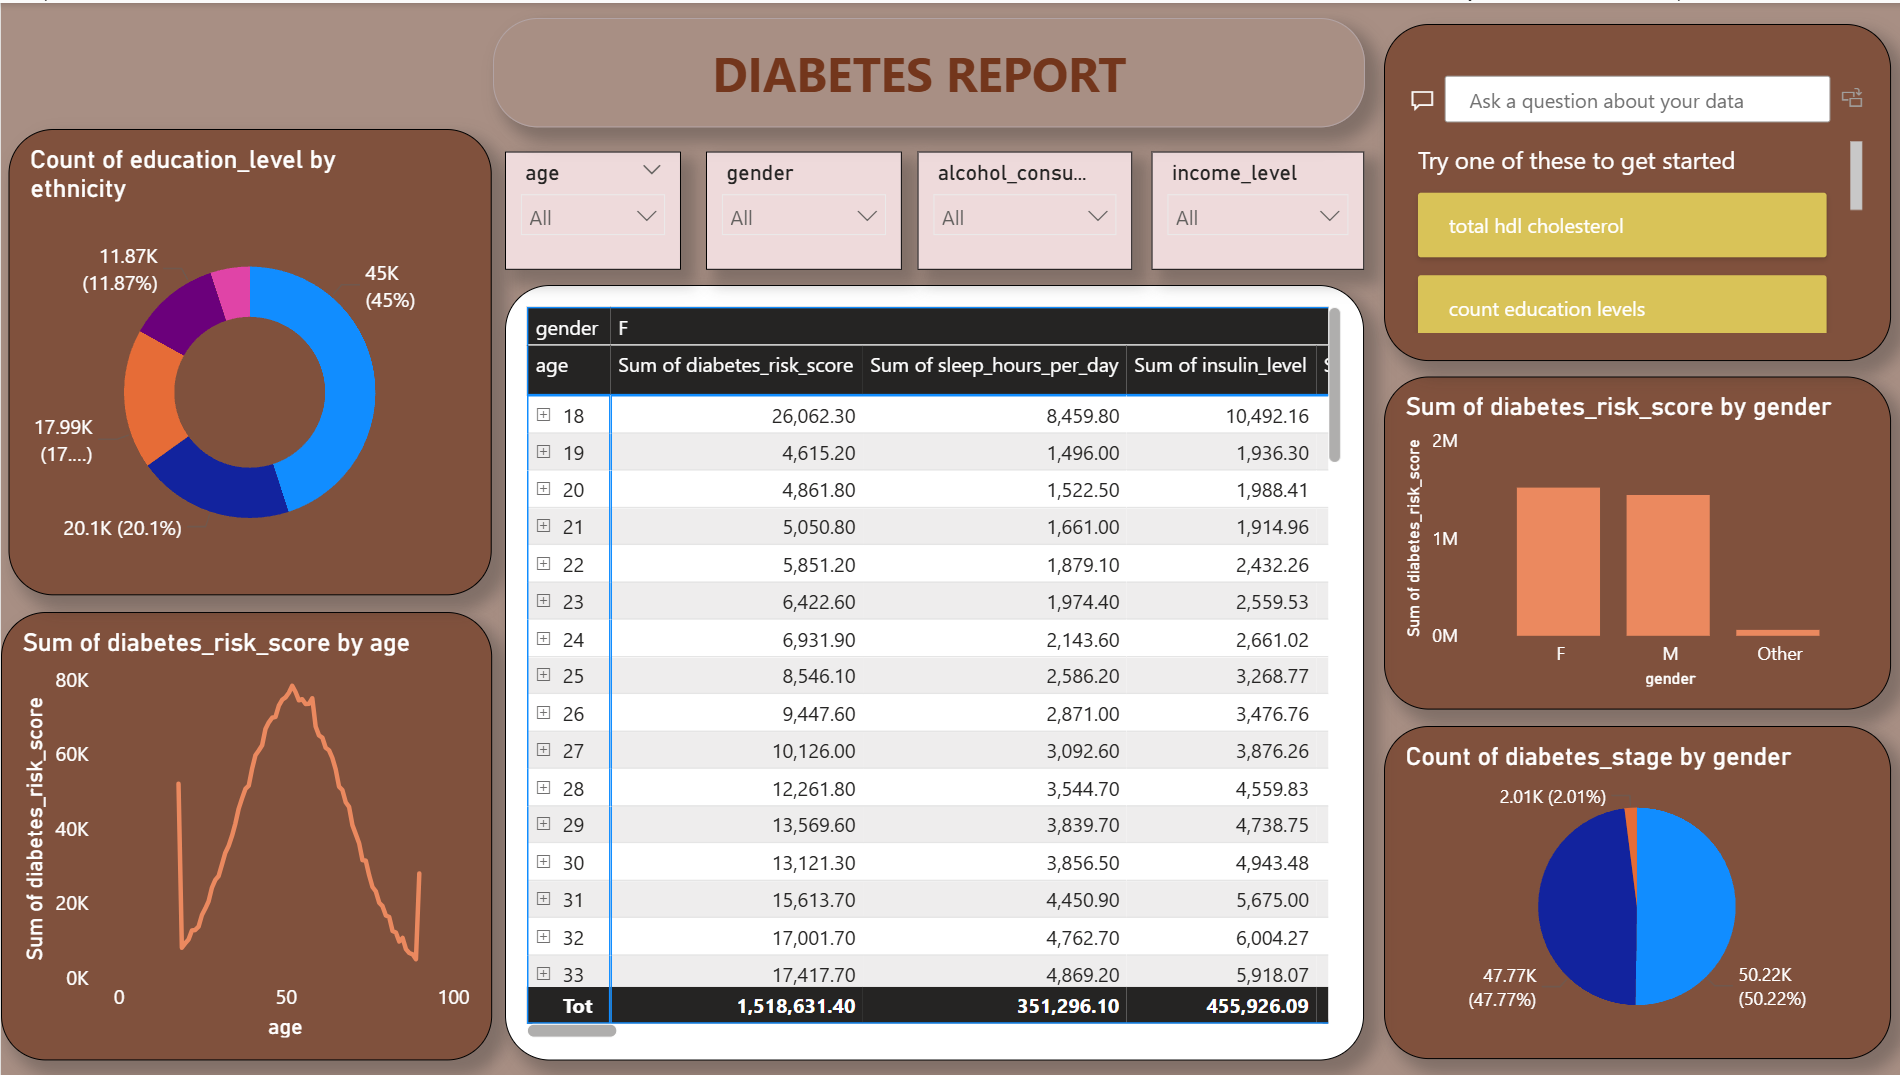 DIABETES REPORT
Ask a question about your data
Try one of these to get started
total hdl cholesterol
count education levels
Count of education_level by
ethnicity
11.87K
(11.87%)
45K
(45%)
17.99K
(17....)
20.1K (20.1%)
age
All
gender
All
alcohol_consu...
All
income_level
All
gender F
age Sum of diabetes_risk_score Sum of sleep_hours_per_day Sum of insulin_level
18 26,062.30 8,459.80 10,492.16
19 4,615.20 1,496.00 1,936.30
20 4,861.80 1,522.50 1,988.41
21 5,050.80 1,661.00 1,914.96
22 5,851.20 1,879.10 2,432.26
23 6,422.60 1,974.40 2,559.53
24 6,931.90 2,143.60 2,661.02
25 8,546.10 2,586.20 3,268.77
26 9,447.60 2,871.00 3,476.76
27 10,126.00 3,092.60 3,876.26
28 12,261.80 3,544.70 4,559.83
29 13,569.60 3,839.70 4,738.75
30 13,121.30 3,856.50 4,943.48
31 15,613.70 4,450.90 5,675.00
32 17,001.70 4,762.70 6,004.27
33 17,417.70 4,869.20 5,918.07
Tot 1,518,631.40 351,296.10 455,926.09
Sum of diabetes_risk_score by gender
Sum of diabetes_risk_score
2M
1M
0M
F M Other
gender
Sum of diabetes_risk_score by age
Sum of diabetes_risk_score
80K
60K
40K
20K
0K
0 50 100
age
Count of diabetes_stage by gender
2.01K (2.01%)
47.77K
(47.77%)
50.22K
(50.22%)